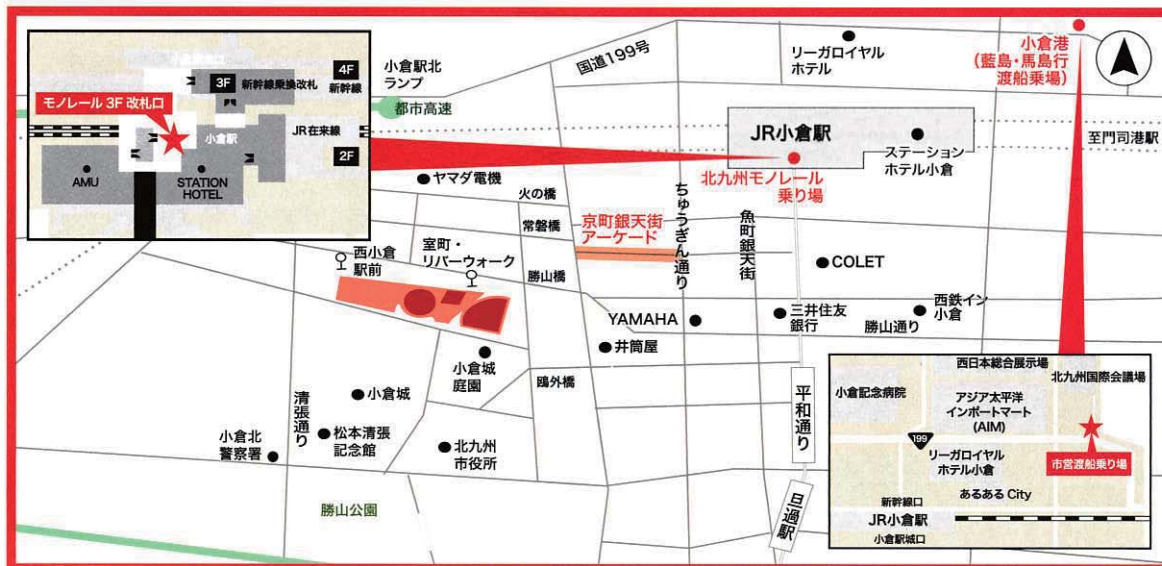 3F
新幹線乗換改札
4F
新幹線
モノレール 3F 改札口
小倉駅
JR在来線
2F
AMU
STATION
HOTEL
小倉駅北
ランプ
都市高速
国道199号
リーガロイヤル
ホテル
小倉港
(藍島・馬島行
渡船乗場)
JR小倉駅
ステーション
ホテル小倉
至門司港駅
北九州モノレール
乗り場
ヤマダ電機
火の橋
常磐橋
京町銀天街
アーケード
ちゅうぎん通り
魚町銀天街
西小倉
駅前
室町・
リバーウォーク
勝山橋
COLET
YAMAHA
三井住友
銀行
勝山通り
西鉄イン
小倉
井筒屋
小倉城
庭園
鴎外橋
小倉城
清張通り
松本清張
記念館
小倉北
警察署
北九州
市役所
平和通り
旦過駅
勝山公園
西日本総合展示場
小倉記念病院
北九州国際会議場
アジア太平洋
インポートマート
(AIM)
199
リーガロイヤル
ホテル小倉
市営渡船乗り場
あるある City
新幹線口
JR小倉駅
小倉駅城口